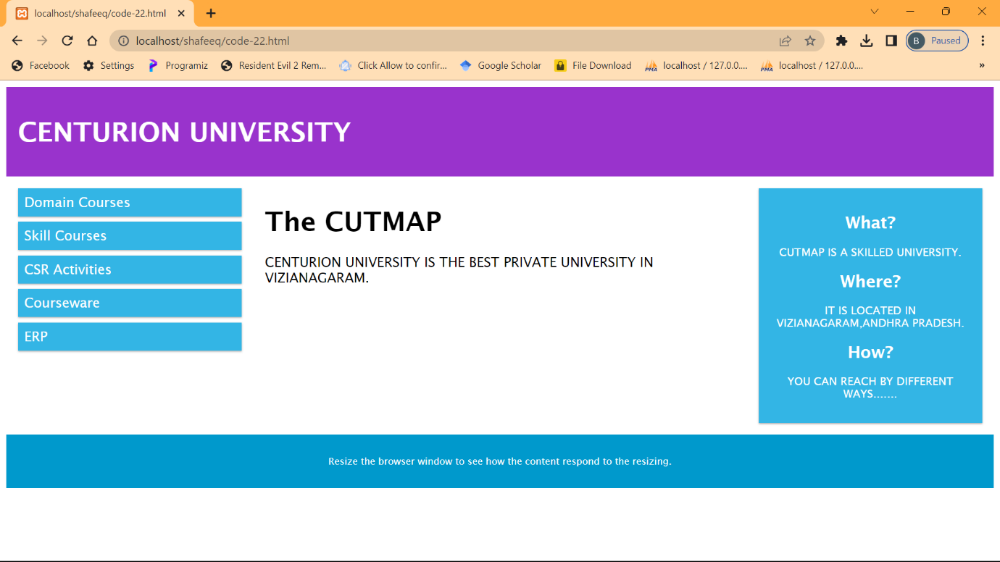 localhost/shafeeq/code-22.html
localhost/shafeeq/code-22.html
B Paused
Facebook Settings Programiz Resident Evil 2 Rem... Click Allow to confir... Google Scholar File Download localhost / 127.0.0.... localhost / 127.0.0.... »
CENTURION UNIVERSITY
Domain Courses
Skill Courses
CSR Activities
Courseware
ERP
The CUTMAP
CENTURION UNIVERSITY IS THE BEST PRIVATE UNIVERSITY IN
VIZIANAGARAM.
What?
CUTMAP IS A SKILLED UNIVERSITY.
Where?
IT IS LOCATED IN
VIZIANAGARAM,ANDHRA PRADESH.
How?
YOU CAN REACH BY DIFFERENT
WAYS.......
Resize the browser window to see how the content respond to the resizing.